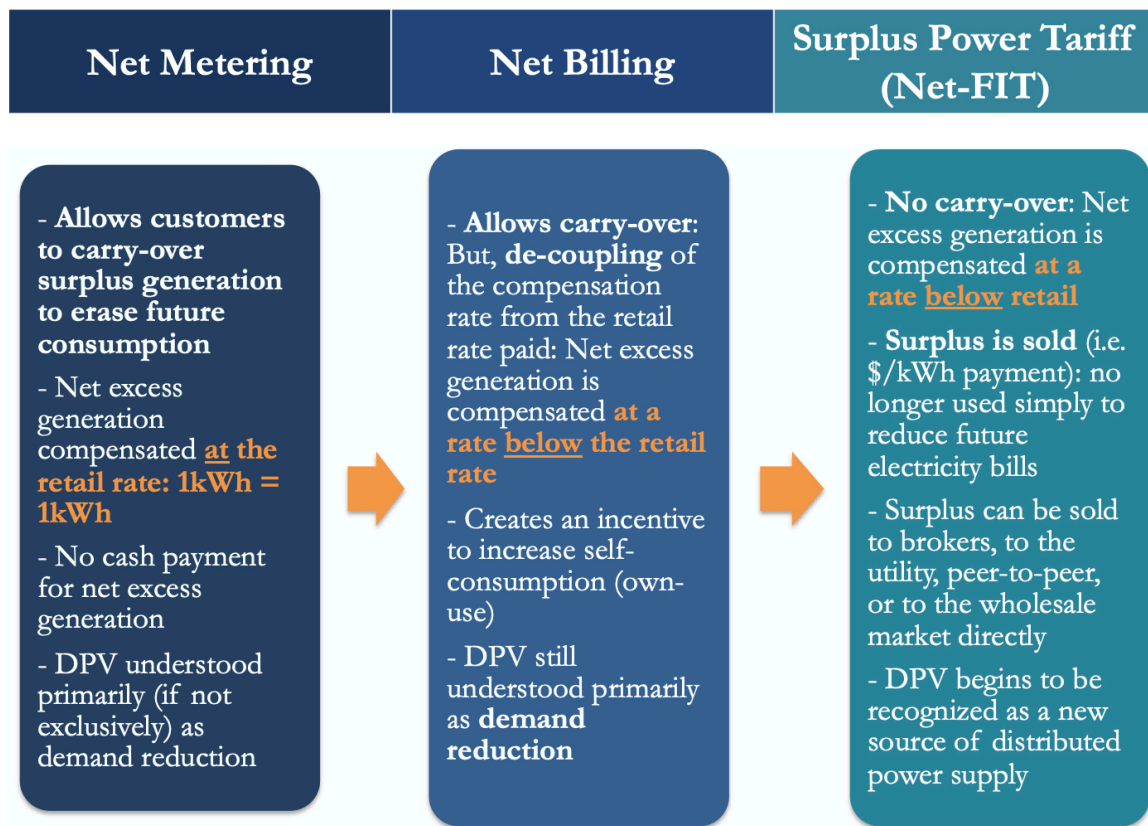 Net Metering
Net Billing
Surplus Power Tariff
(Net-FIT)
- Allows customers
to carry-over
surplus generation
to erase future
consumption
- Net excess
generation
compensated at the
retail rate: 1kWh =
1kWh
- No cash payment
for net excess
generation
- DPV understood
primarily (if not
exclusively) as
demand reduction
- Allows carry-over:
But, de-coupling of
the compensation
rate from the retail
rate paid: Net excess
generation is
compensated at a
rate below the retail
rate
- Creates an incentive
to increase self-
consumption (own-
use)
- DPV still
understood primarily
as demand
reduction
- No carry-over: Net
excess generation is
compensated at a
rate below retail
- Surplus is sold (i.e.
$/kWh payment): no
longer used simply to
reduce future
electricity bills
- Surplus can be sold
to brokers, to the
utility, peer-to-peer,
or to the wholesale
market directly
- DPV begins to be
recognized as a new
source of distributed
power supply